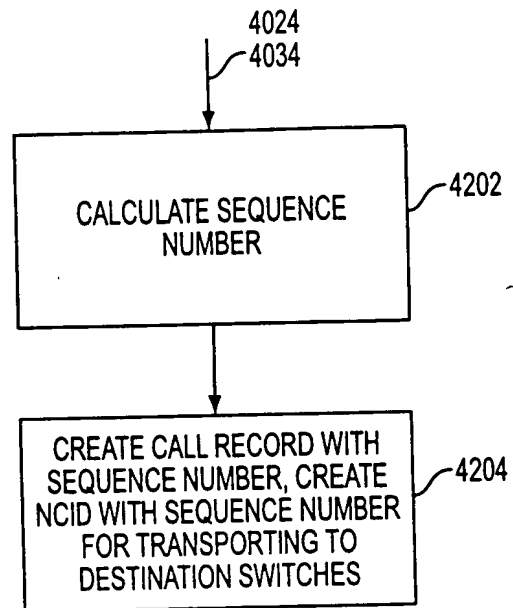 4024
4034
CALCULATE SEQUENCE
NUMBER
4202
CREATE CALL RECORD WITH
SEQUENCE NUMBER, CREATE
NCID WITH SEQUENCE NUMBER
FOR TRANSPORTING TO
DESTINATION SWITCHES
4204